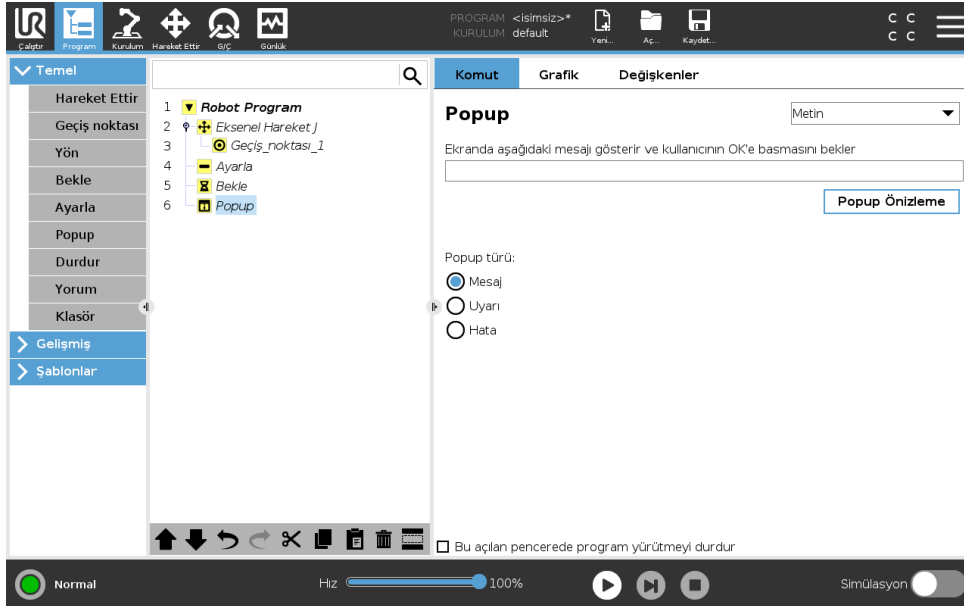 UR
Çalıştır
Program
Kurulum
Hareket Ettir
G/Ç
Günlük
PROGRAM <isimsiz>*
KURULUM default
Yeni...
Aç...
Kaydet...
C C
C C
Temel
Hareket Ettir
Geçiş noktası
Yön
Bekle
Ayarla
Popup
Durdur
Yorum
Klasör
Gelişmiş
Şablonlar
1 Robot Program
2 Eksenel Hareket J
3 Geçiş_noktası_1
4 Ayarla
5 Bekle
6 Popup
Komut
Grafik
Değişkenler
Popup
Metin
Ekranda aşağıdaki mesajı gösterir ve kullanıcının OK'e basmasını bekler
Popup Önizleme
Popup türü:
Mesaj
Uyarı
Hata
Bu açılan pencerede program yürütmeyi durdur
Normal
Hız
100%
Simülasyon